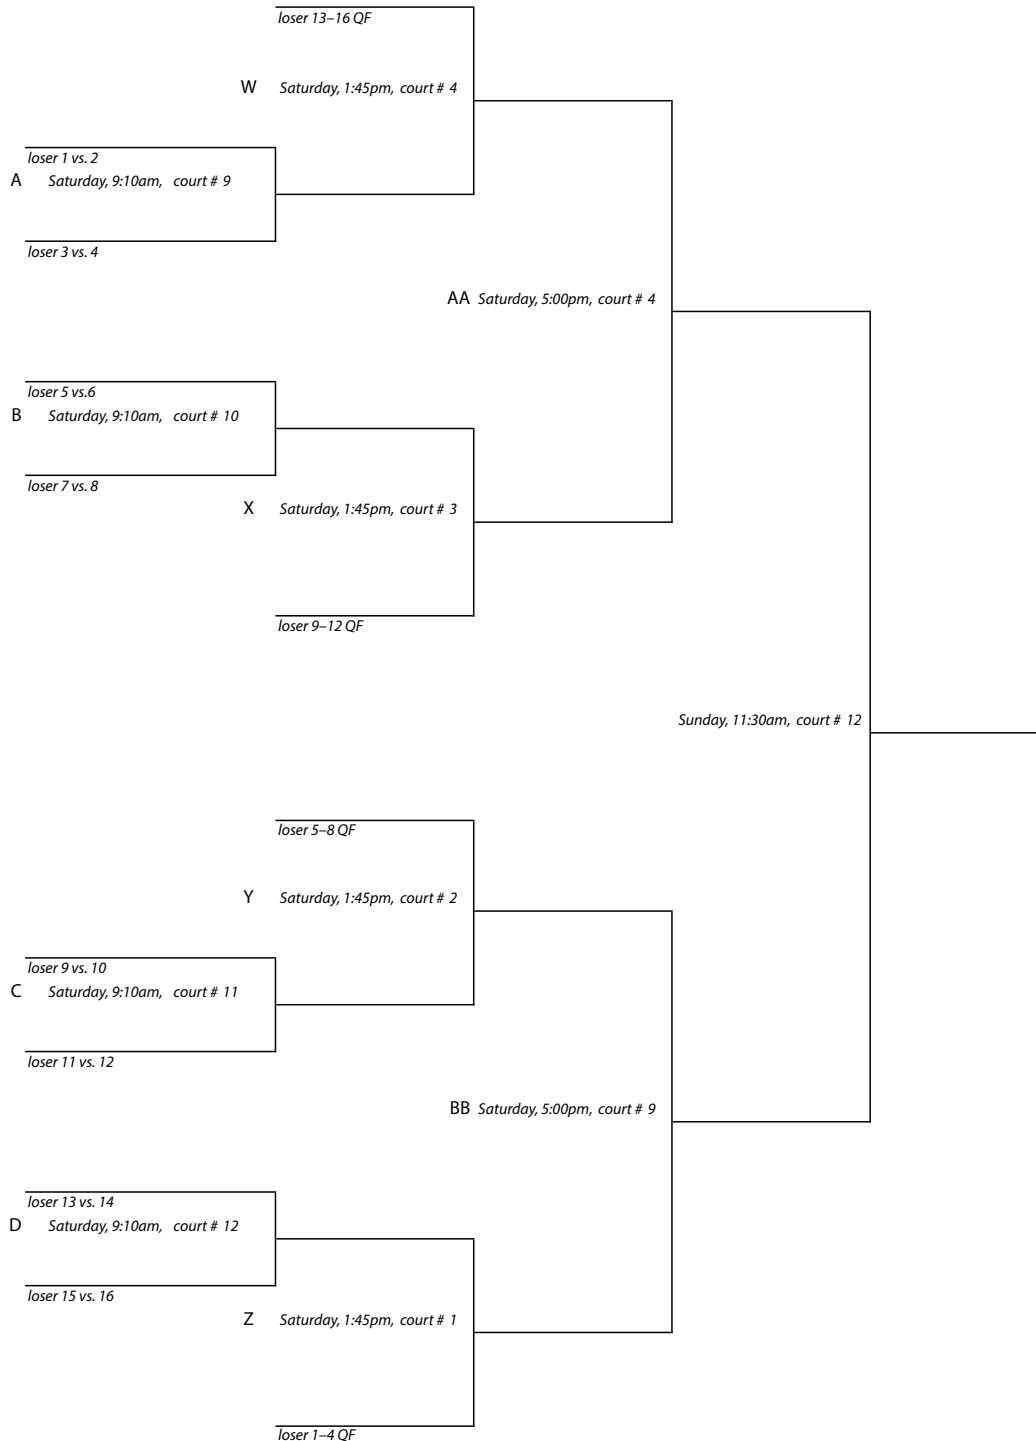 loser 13–16 QF
W Saturday, 1:45pm, court # 4
loser 1 vs. 2
A Saturday, 9:10am, court # 9
loser 3 vs. 4
AA Saturday, 5:00pm, court # 4
loser 5 vs.6
B Saturday, 9:10am, court # 10
loser 7 vs. 8
X Saturday, 1:45pm, court # 3
loser 9–12 QF
Sunday, 11:30am, court # 12
loser 5–8 QF
Y Saturday, 1:45pm, court # 2
loser 9 vs. 10
C Saturday, 9:10am, court # 11
loser 11 vs. 12
BB Saturday, 5:00pm, court # 9
loser 13 vs. 14
D Saturday, 9:10am, court # 12
loser 15 vs. 16
Z Saturday, 1:45pm, court # 1
loser 1–4 QF